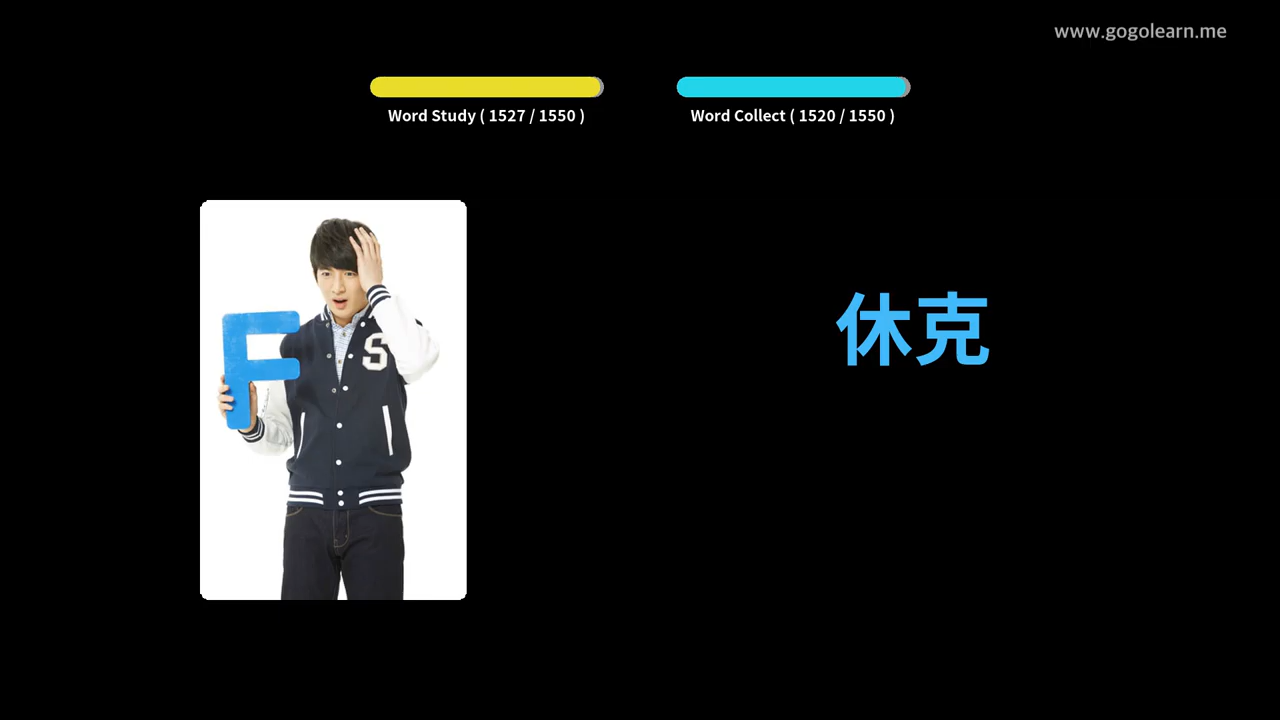 www.gogolearn.me
Word Study ( 1527 / 1550 )
Word Collect ( 1520 / 1550 )
F
S
休克